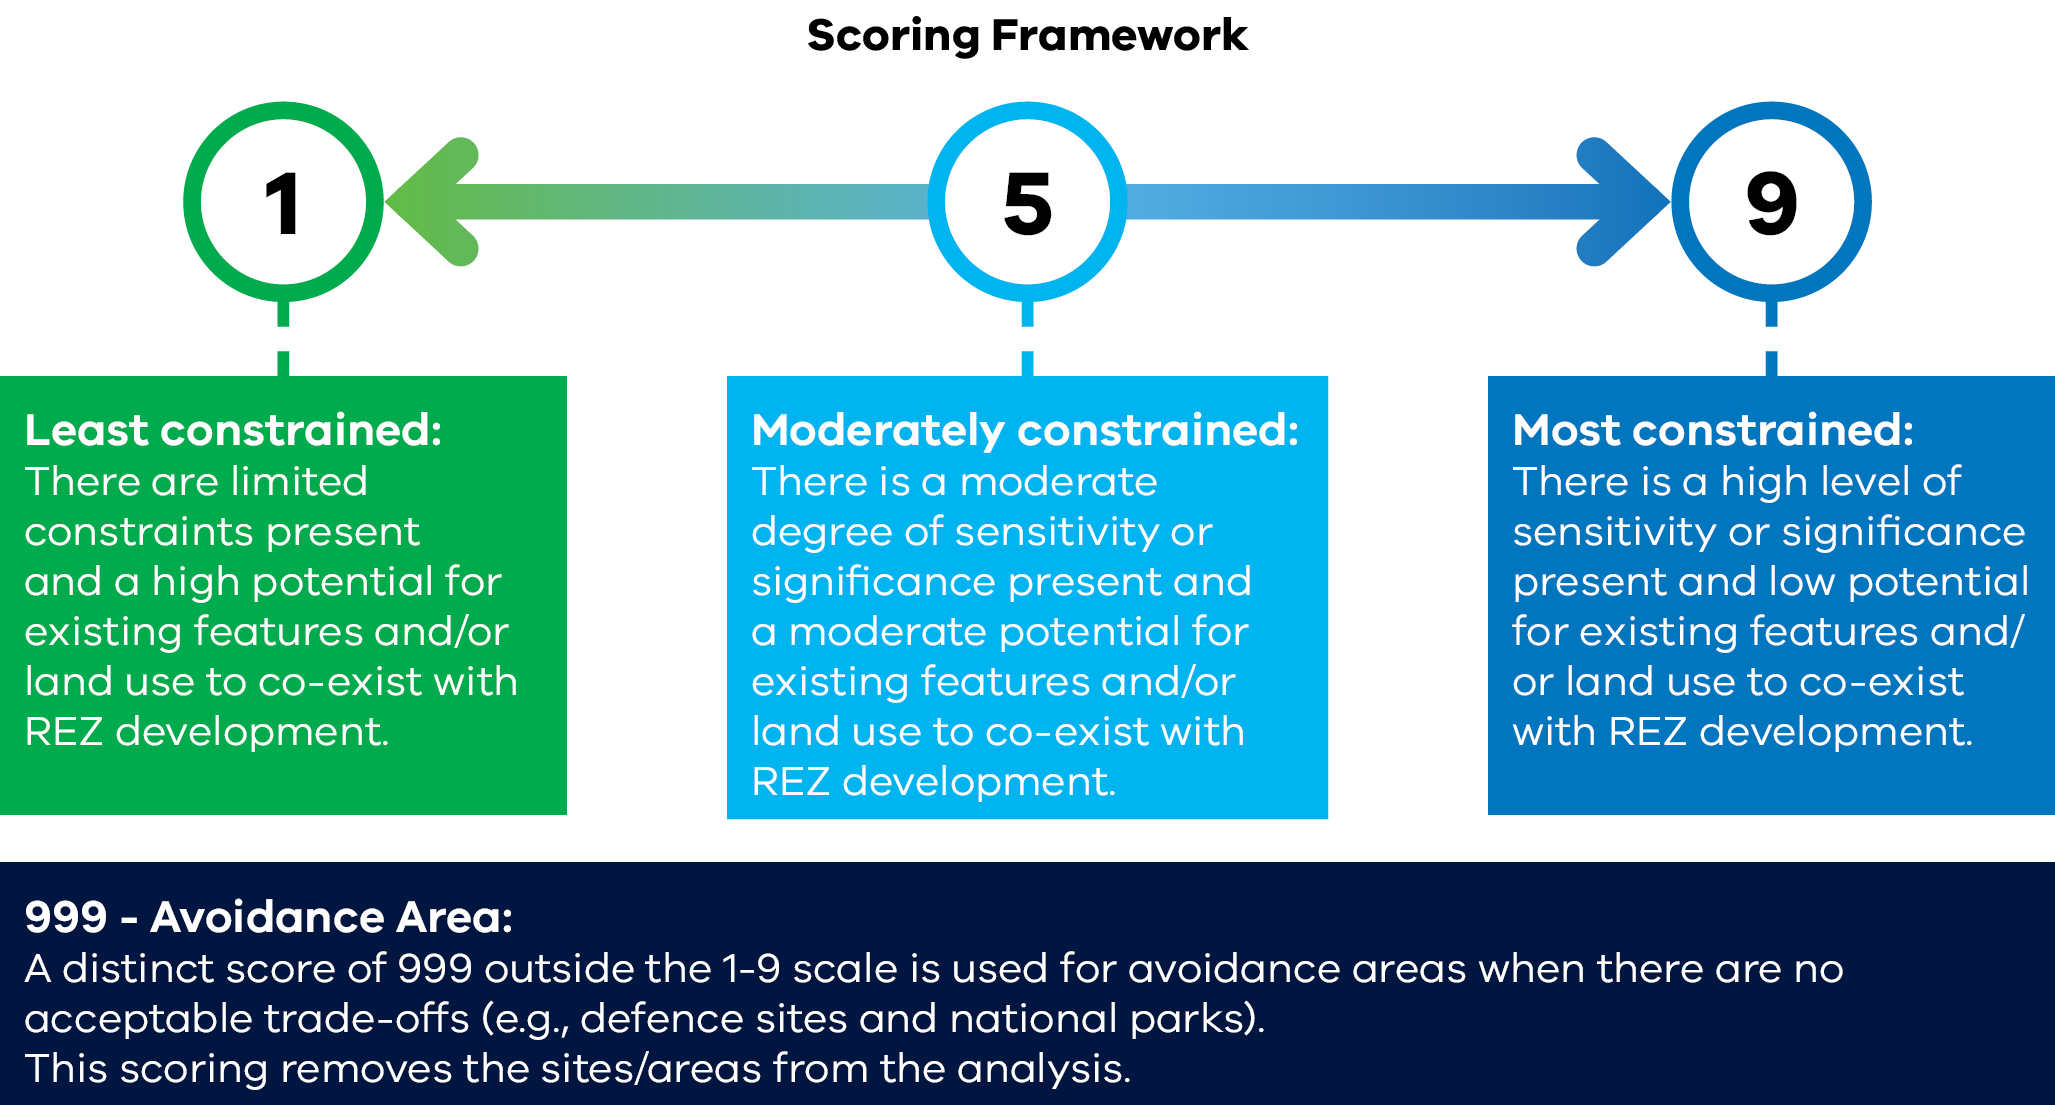 Scoring Framework
1
5
9
Least constrained:
There are limited
constraints present
and a high potential for
existing features and/or
land use to co-exist with
REZ development.
Moderately constrained:
There is a moderate
degree of sensitivity or
significance present and
a moderate potential for
existing features and/or
land use to co-exist with
REZ development.
Most constrained:
There is a high level of
sensitivity or significance
present and low potential
for existing features and/
or land use to co-exist
with REZ development.
999 - Avoidance Area:
A distinct score of 999 outside the 1-9 scale is used for avoidance areas when there are no
acceptable trade-offs (e.g., defence sites and national parks).
This scoring removes the sites/areas from the analysis.